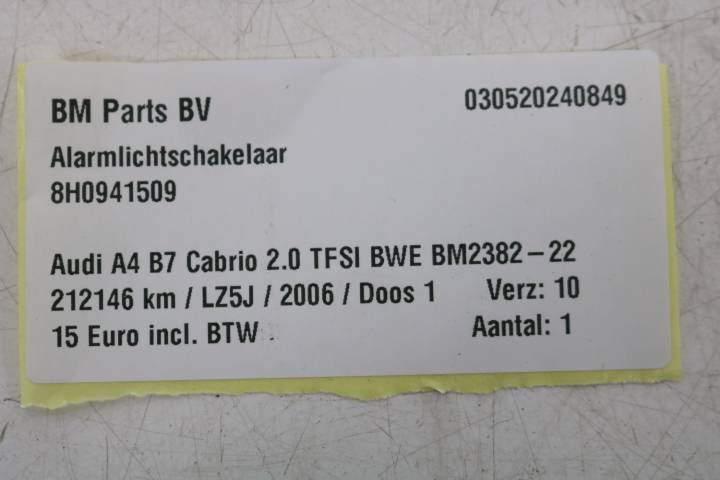 BM Parts BV 030520240849
Alarmlichtschakelaar
8H0941509
Audi A4 B7 Cabrio 2.0 TFSI BWE BM2382-22
212146 km / LZ5J / 2006 / Doos 1 Verz: 10
15 Euro incl. BTW Aantal: 1